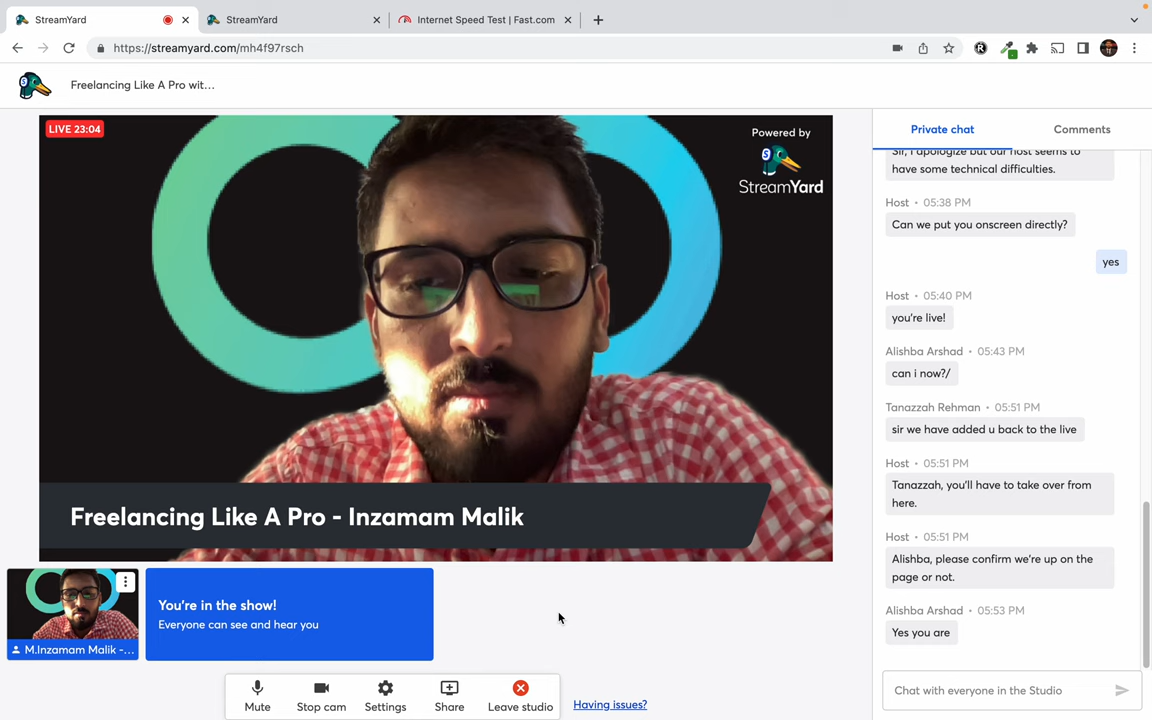 StreamYard
StreamYard
Internet Speed Test | Fast.com
https://streamyard.com/mh4f97rsch
Freelancing Like A Pro wit...
LIVE 23:04
Powered by
StreamYard
Freelancing Like A Pro - Inzamam Malik
M.Inzamam Malik -...
You're in the show!
Everyone can see and hear you
Mute
Stop cam
Settings
Share
Leave studio
Having issues?
Private chat
Comments
Sir, I apologize but our host seems to
have some technical difficulties.
Host • 05:38 PM
Can we put you onscreen directly?
yes
Host • 05:40 PM
you're live!
Alishba Arshad • 05:43 PM
can i now?/
Tanazzah Rehman • 05:51 PM
sir we have added u back to the live
Host • 05:51 PM
Tanazzah, you'll have to take over from
here.
Host • 05:51 PM
Alishba, please confirm we're up on the
page or not.
Alishba Arshad • 05:53 PM
Yes you are
Chat with everyone in the Studio